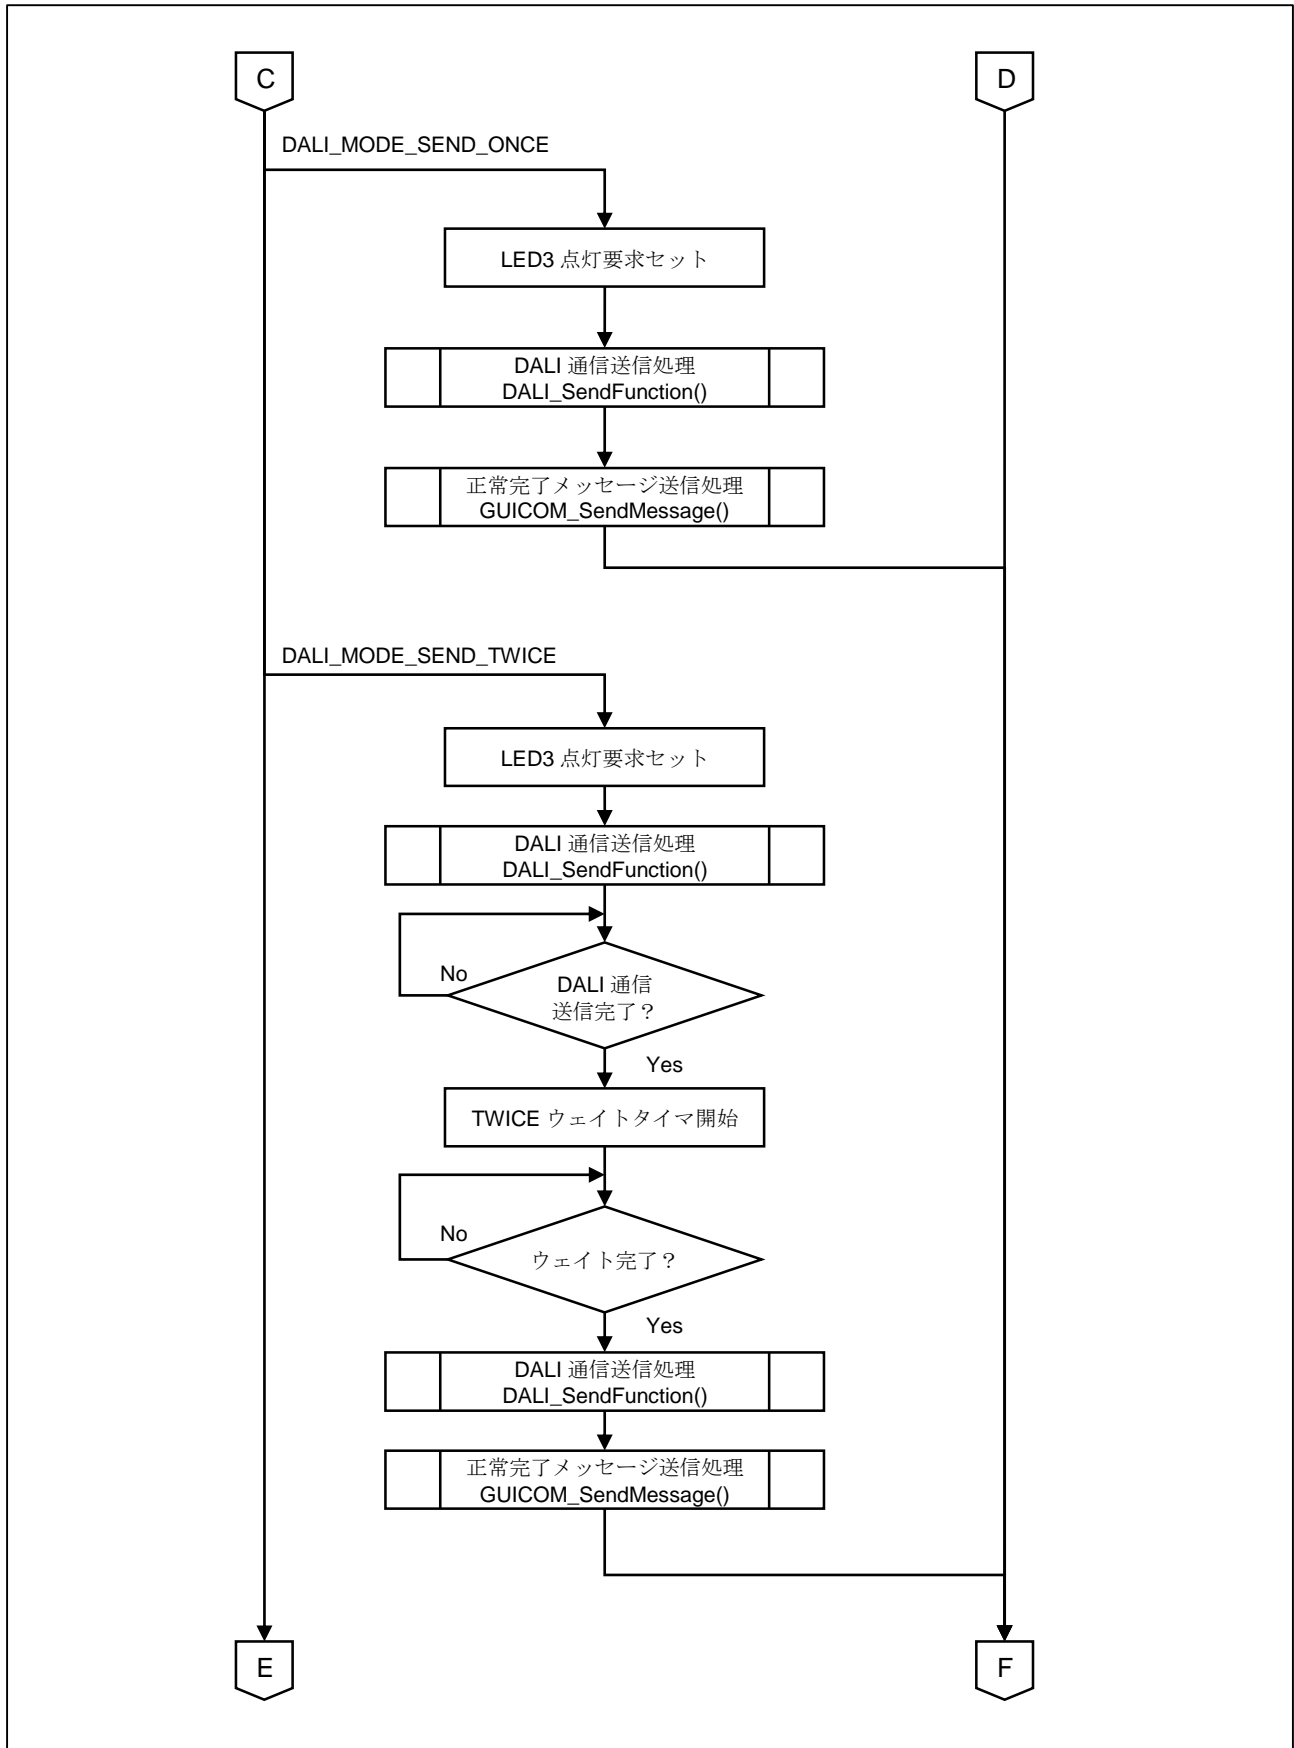 C
D
DALI_MODE_SEND_ONCE
LED3 点灯要求セット
DALI 通信送信処理
DALI_SendFunction()
正常完了メッセージ送信処理
GUICOM_SendMessage()
DALI_MODE_SEND_TWICE
LED3 点灯要求セット
DALI 通信送信処理
DALI_SendFunction()
No
DALI 通信
送信完了？
Yes
TWICE ウェイトタイマ開始
No
ウェイト完了？
Yes
DALI 通信送信処理
DALI_SendFunction()
正常完了メッセージ送信処理
GUICOM_SendMessage()
E
F